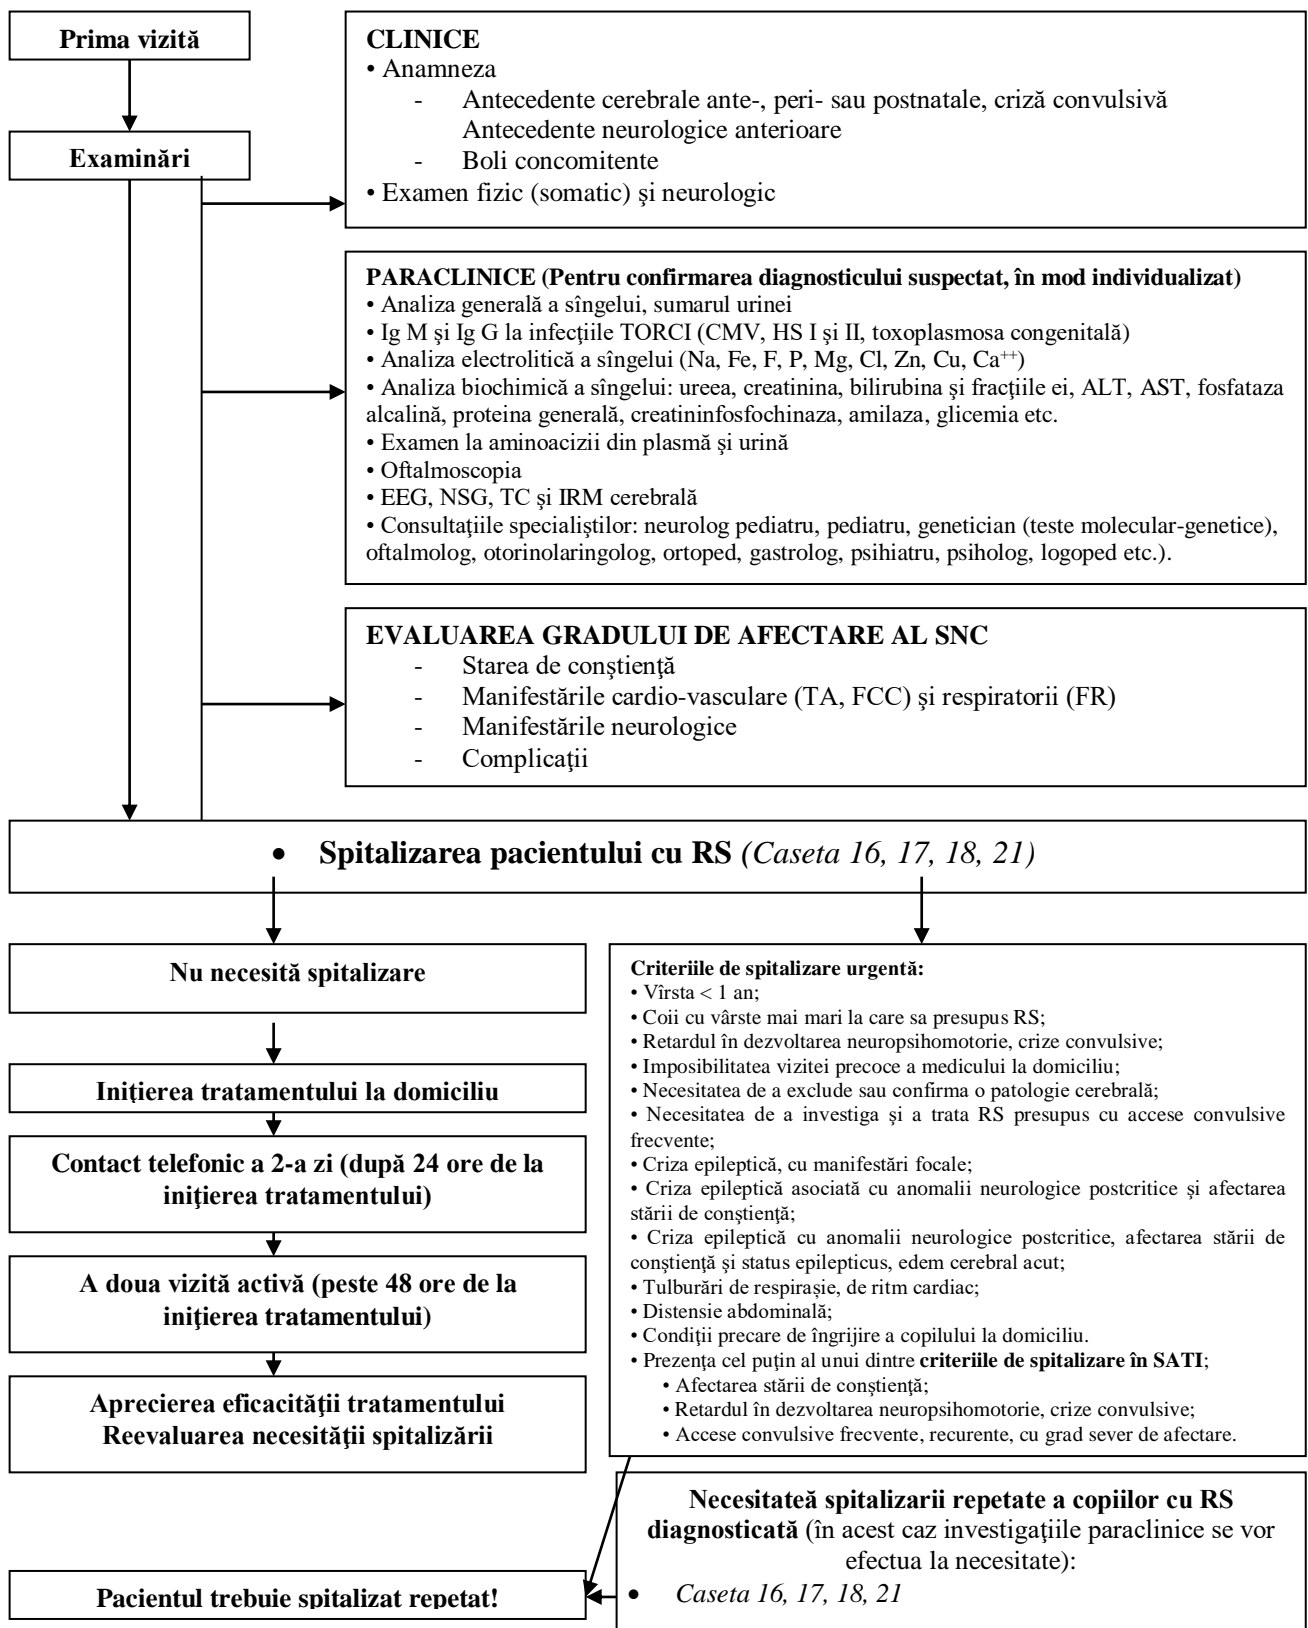 Prima vizită
Examinări
CLINICE
• Anamneza
- Antecedente cerebrale ante-, peri- sau postnatale, criză convulsivă
Antecedente neurologice anterioare
- Boli concomitente
• Examen fizic (somatic) şi neurologic
PARACLINICE (Pentru confirmarea diagnosticului suspectat, în mod individualizat)
• Analiza generală a sîngelui, sumarul urinei
• Ig M şi Ig G la infecţiile TORCI (CMV, HS I şi II, toxoplasmosa congenitală)
• Analiza electrolitică a sîngelui (Na, Fe, F, P, Mg, Cl, Zn, Cu, Ca⁺⁺)
• Analiza biochimică a sîngelui: ureea, creatinina, bilirubina şi fracţiile ei, ALT, AST, fosfataza
alcalină, proteina generală, creatininfosfochinaza, amilaza, glicemia etc.
• Examen la aminoacizii din plasmă şi urină
• Oftalmoscopia
• EEG, NSG, TC şi IRM cerebrală
• Consultaţiile specialiştilor: neurolog pediatru, pediatru, genetician (teste molecular-genetice),
oftalmolog, otorinolaringolog, ortoped, gastrolog, psihiatru, psiholog, logoped etc.).
EVALUAREA GRADULUI DE AFECTARE AL SNC
- Starea de conştienţă
- Manifestările cardio-vasculare (TA, FCC) şi respiratorii (FR)
- Manifestările neurologice
- Complicaţii
• Spitalizarea pacientului cu RS (Caseta 16, 17, 18, 21)
Nu necesită spitalizare
Iniţierea tratamentului la domiciliu
Contact telefonic a 2-a zi (după 24 ore de la
iniţierea tratamentului)
A doua vizită activă (peste 48 ore de la
iniţierea tratamentului)
Aprecierea eficacităţii tratamentului
Reevaluarea necesităţii spitalizării
Criteriile de spitalizare urgentă:
• Vîrsta < 1 an;
• Coii cu vârste mai mari la care sa presupus RS;
• Retardul în dezvoltarea neuropsihomotorie, crize convulsive;
• Imposibilitatea vizitei precoce a medicului la domiciliu;
• Necesitatea de a exclude sau confirma o patologie cerebrală;
• Necesitatea de a investiga şi a trata RS presupus cu accese convulsive
frecvente;
• Criza epileptică, cu manifestări focale;
• Criza epileptică asociată cu anomalii neurologice postcritice şi afectarea
stării de conştienţă;
• Criza epileptică cu anomalii neurologice postcritice, afectarea stării de
conştienţă şi status epilepticus, edem cerebral acut;
• Tulburări de respirașie, de ritm cardiac;
• Distensie abdominală;
• Condiţii precare de îngrijire a copilului la domiciliu.
• Prezenţa cel puţin al unui dintre criteriile de spitalizare în SATI;
• Afectarea stării de conştienţă;
• Retardul în dezvoltarea neuropsihomotorie, crize convulsive;
• Accese convulsive frecvente, recurente, cu grad sever de afectare.
Necesitateă spitalizarii repetate a copiilor cu RS
diagnosticată (în acest caz investigaţiile paraclinice se vor
efectua la necesitate):
• Caseta 16, 17, 18, 21
Pacientul trebuie spitalizat repetat!